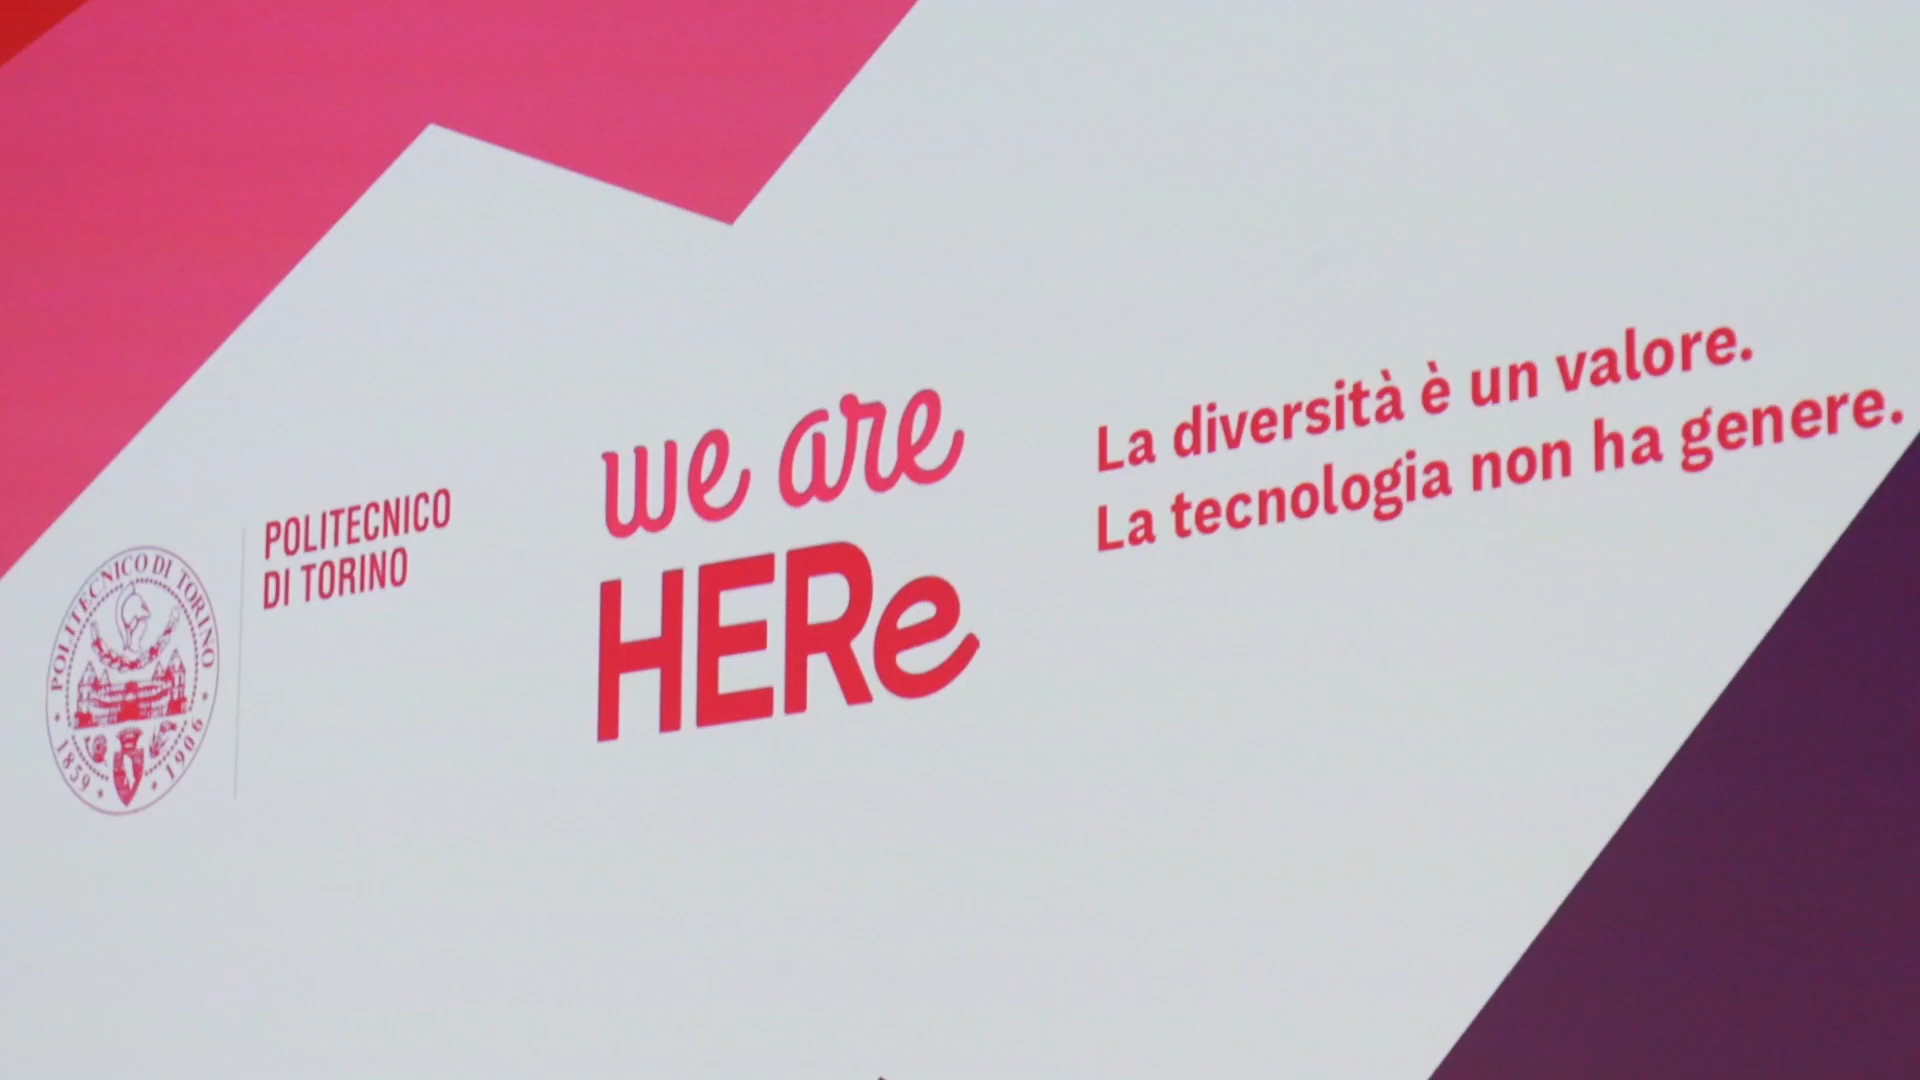 POLITECNICO DI TORINO
1859
1906
POLITECNICO
DI TORINO
we are
HERe
La diversità è un valore.
La tecnologia non ha genere.